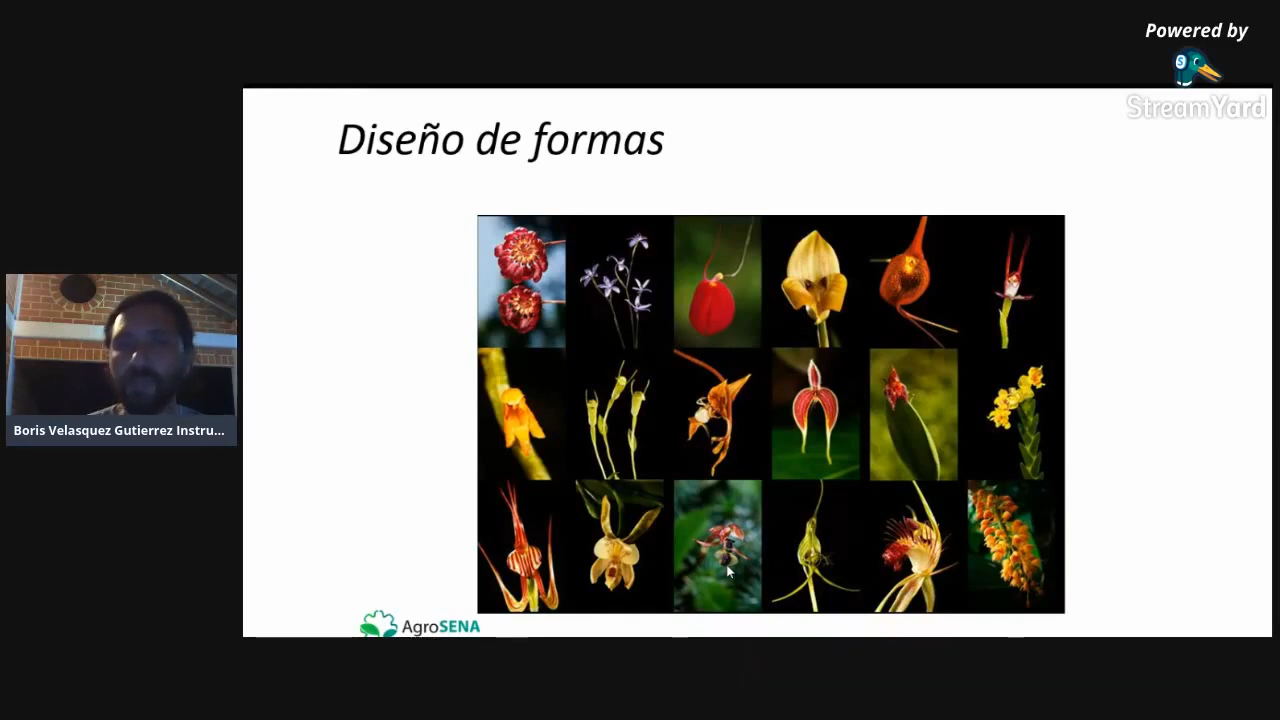 Powered by
StreamYard
Diseño de formas
Boris Velasquez Gutierrez Instru...
AgroSENA